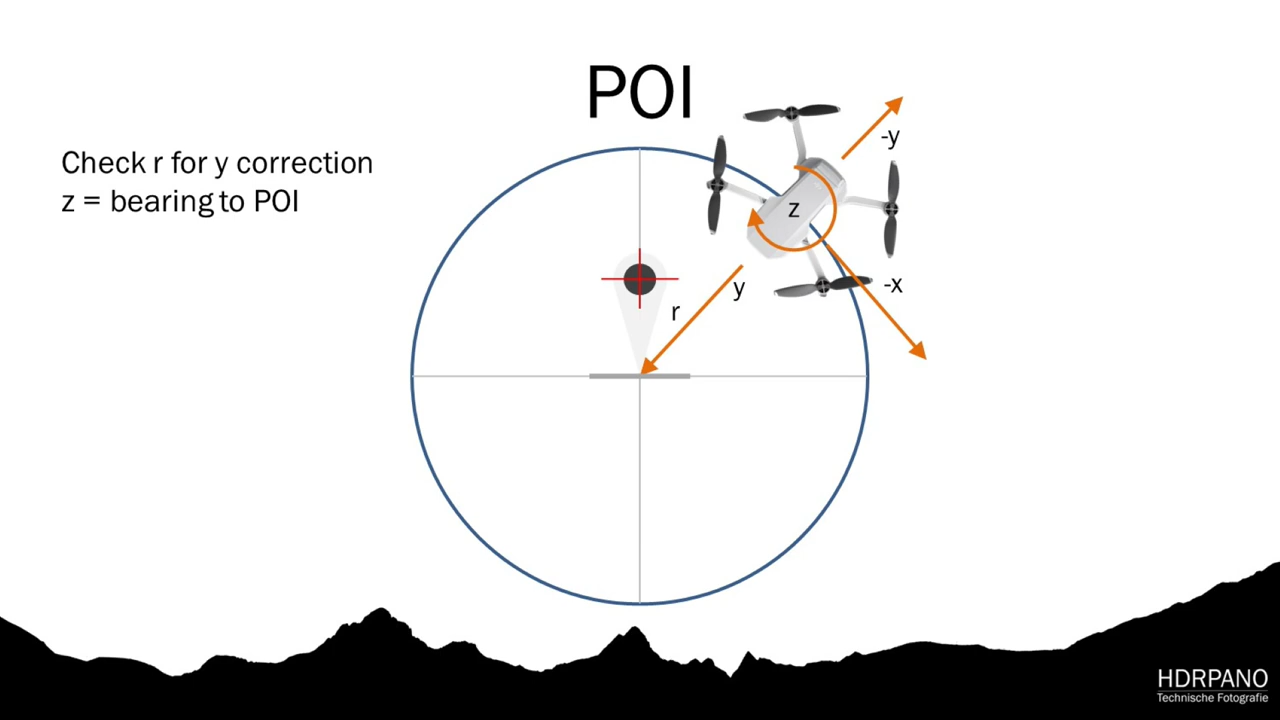 POI
Check r for y correction
z = bearing to POI
-y
z
-x
y
r
HDRPANO
Technische Fotografie